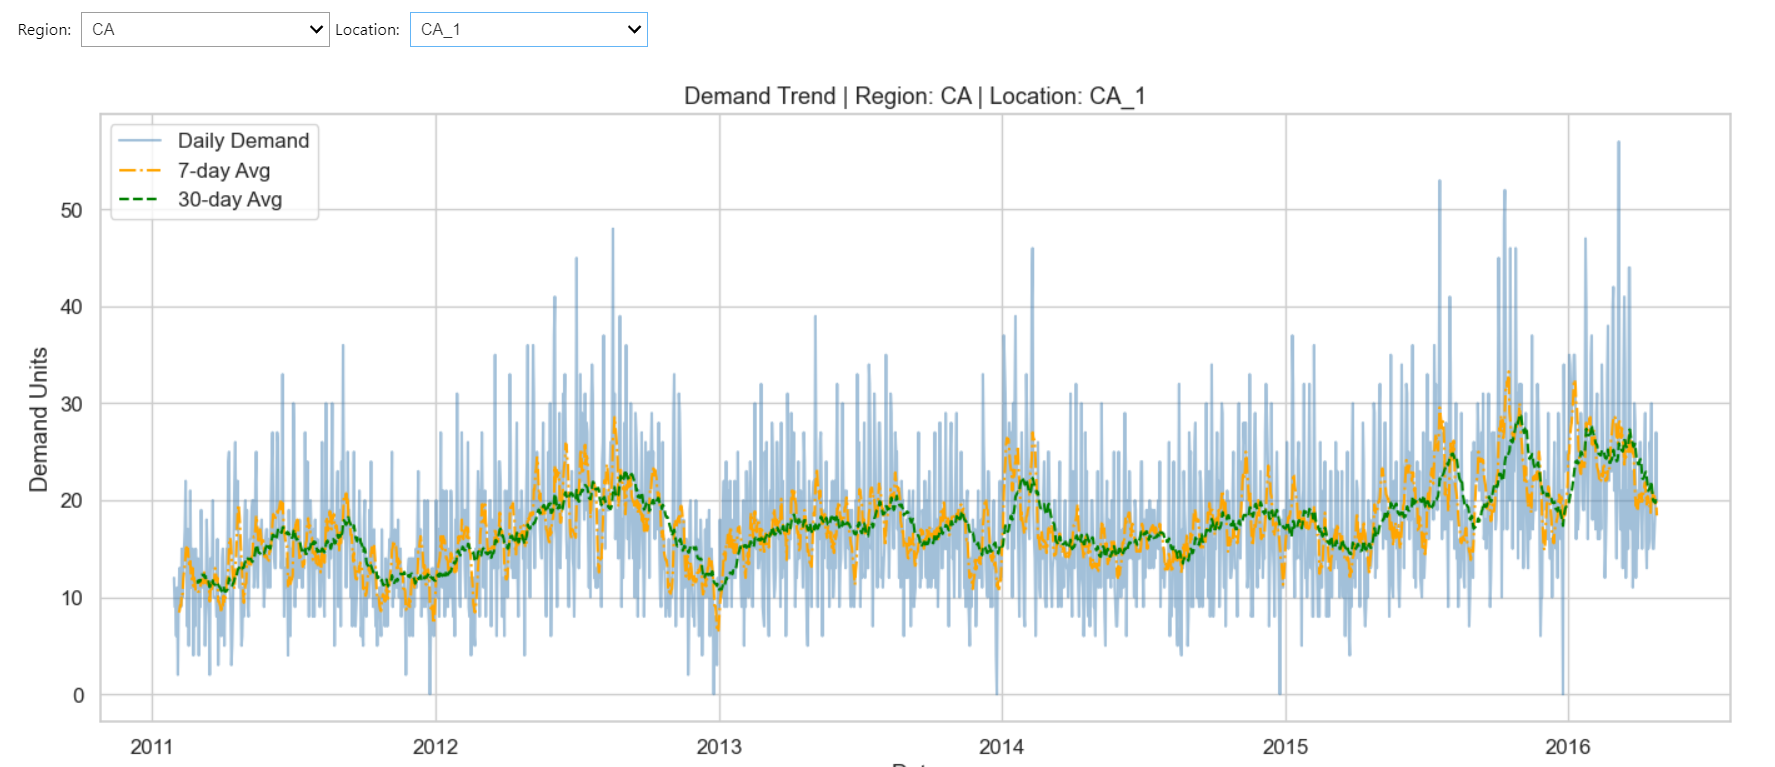 Region: CA Location: CA_1
Demand Trend | Region: CA | Location: CA_1
Daily Demand
7-day Avg
30-day Avg
Demand Units
50
40
30
20
10
0
2011 2012 2013 2014 2015 2016